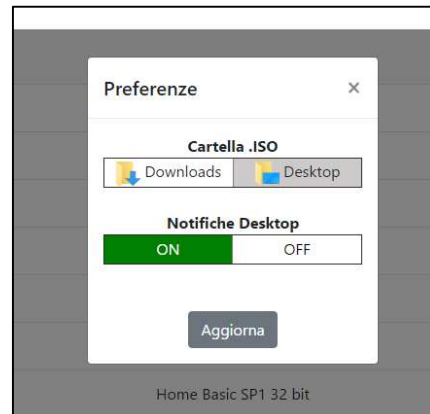 Preferenze ×
Cartella .ISO
Downloads Desktop
Notifiche Desktop
ON OFF
Aggiorna
Home Basic SP1 32 bit